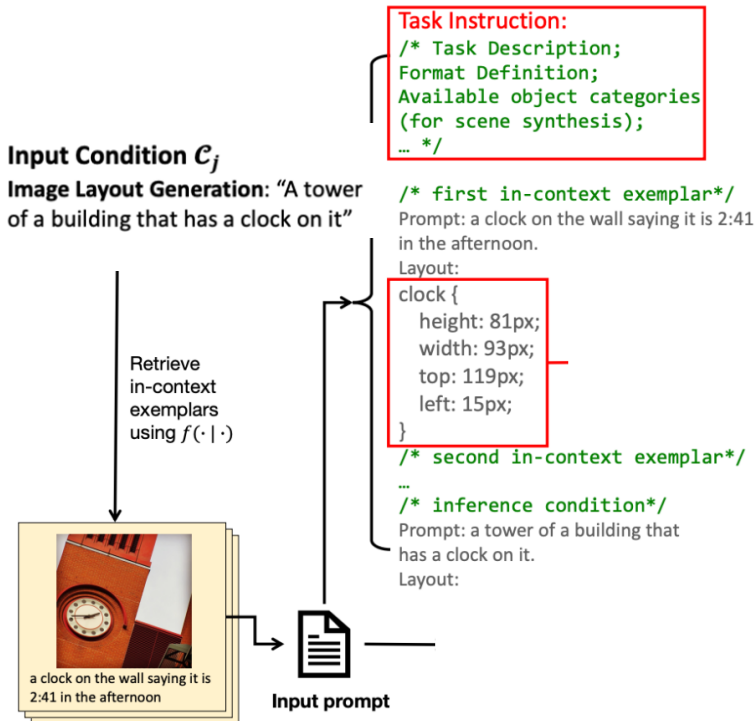 Task Instruction:
/* Task Description;
Format Definition;
Available object categories
(for scene synthesis);
… */
Input Condition 𝒞ⱼ
Image Layout Generation: “A tower
of a building that has a clock on it”
/* first in-context exemplar*/
Prompt: a clock on the wall saying it is 2:41
in the afternoon.
Layout:
clock {
height: 81px;
width: 93px;
top: 119px;
left: 15px;
}
/* second in-context exemplar*/
…
/* inference condition*/
Prompt: a tower of a building that
has a clock on it.
Layout:
Retrieve
in-context
exemplars
using f(· | ·)
a clock on the wall saying it is
2:41 in the afternoon
Input prompt